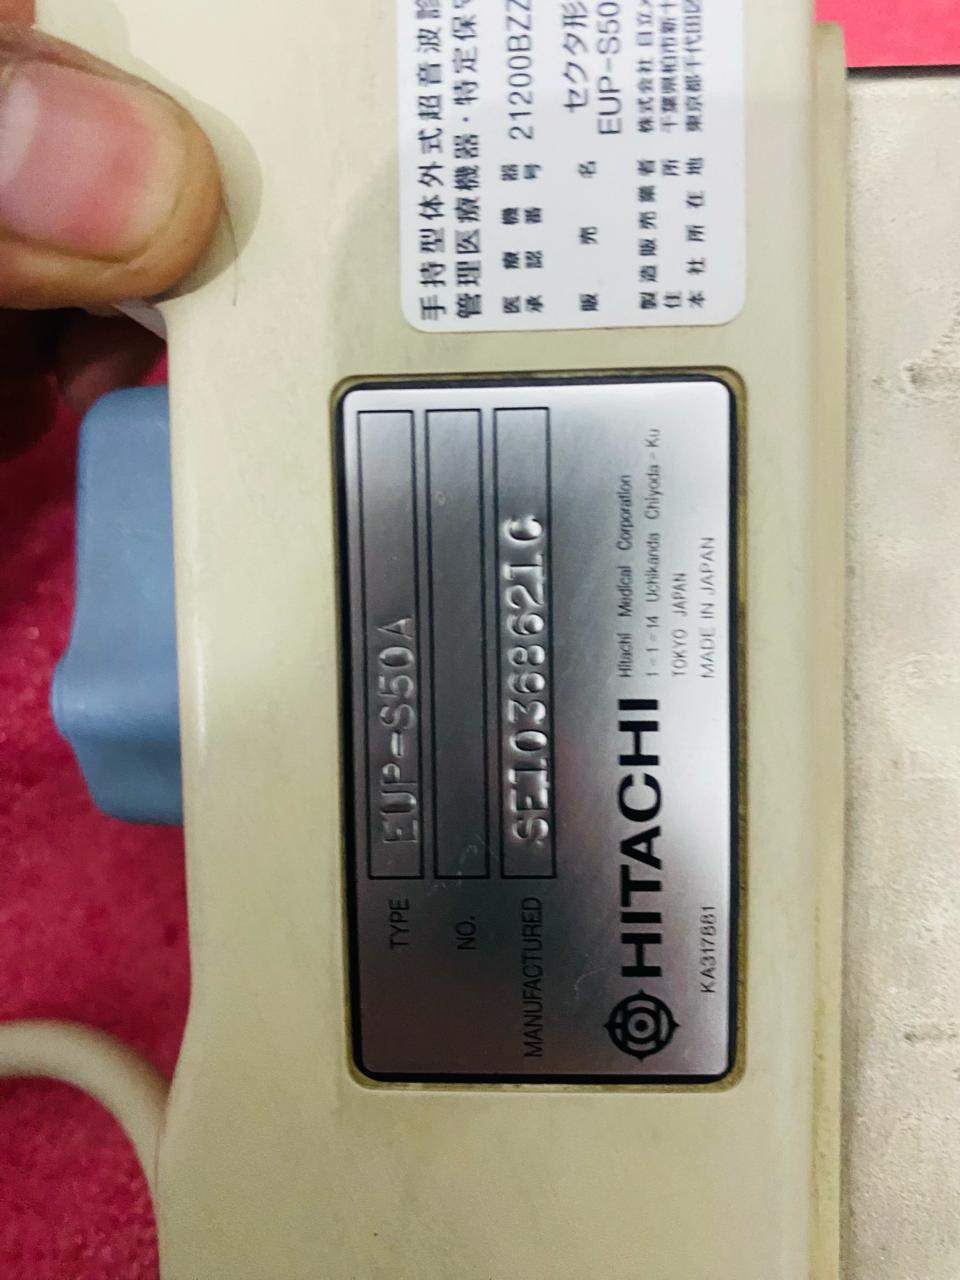 手持型体外式超音波診
管理医療機器・特定保守
医療機器
承認番号 21200BZZ
販売名 セクタ形
EUP-S50
製造販売業者 株式会社 日立メ
住所 千葉県柏市新十
本社所在地 東京都千代田区
TYPE EUP-S50A
NO.
MANUFACTURED SE10368621C
HITACHI
Hitachi Medical Corporation
1-1-14 Uchikanda Chiyoda-Ku
TOKYO JAPAN
KA317881
MADE IN JAPAN